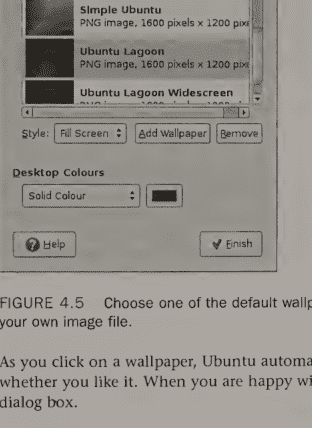 Simple Ubuntu
PNG image, 1600 pixels x 1200
Ubuntu Lagoon
PNG image, 1600 pixels x 1200
Ubuntu Lagoon Widescreen
Style: Fill Screen Add Wallpaper Remove
Desktop Colours
Solid Colour
Help Finish
FIGURE 4.5 Choose one of the default wallp
your own image file.
As you click on a wallpaper, Ubuntu automa
whether you like it. When you are happy wi
dialog box.